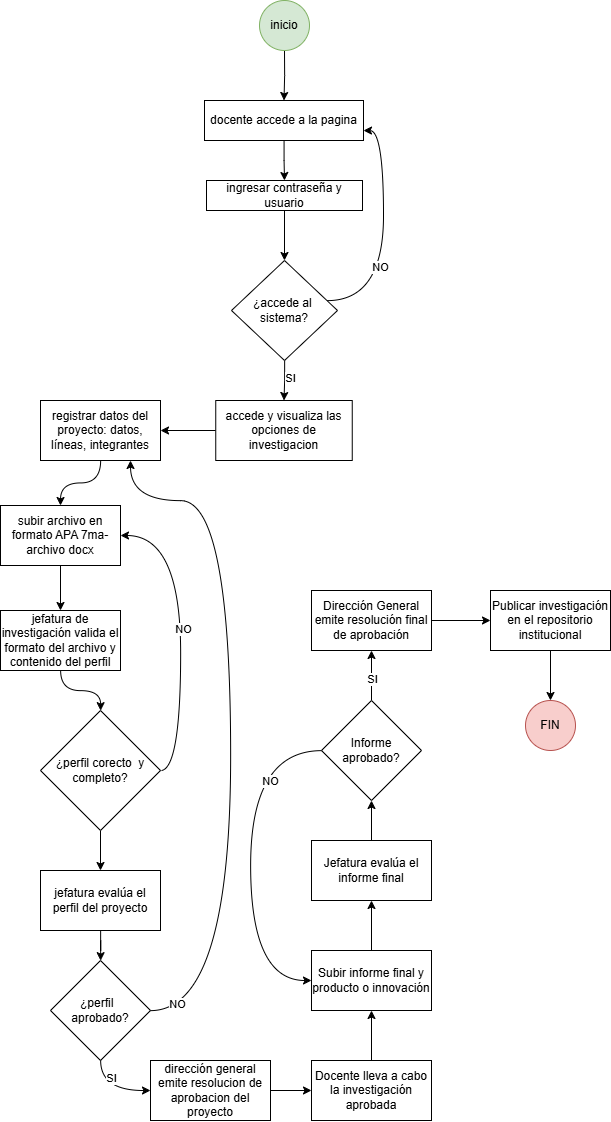 inicio
docente accede a la pagina
ingresar contraseña y
usuario
NO
¿accede al
sistema?
SI
accede y visualiza las
opciones de
investigacion
registrar datos del
proyecto: datos,
líneas, integrantes
subir archivo en
formato APA 7ma-
archivo docx
jefatura de
investigación valida el
formato del archivo y
contenido del perfil
NO
¿perfil corecto y
completo?
jefatura evalúa el
perfil del proyecto
¿perfil
aprobado?
NO
SI
dirección general
emite resolucion de
aprobacion del
proyecto
Docente lleva a cabo
la investigación
aprobada
Subir informe final y
producto o innovación
Jefatura evalúa el
informe final
Informe
aprobado?
NO
SI
Dirección General
emite resolución final
de aprobación
Publicar investigación
en el repositorio
institucional
FIN